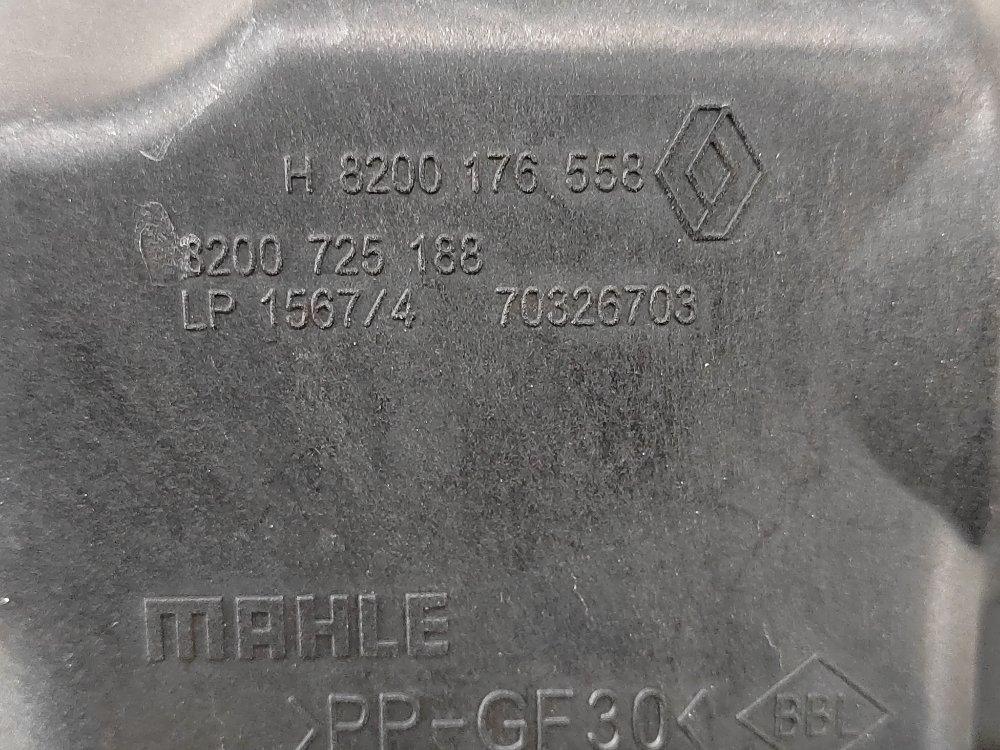 H 8200 176 558
8200 725 188
LP 1567/4 70326703
MAHLE
>PP-GF30< BBL